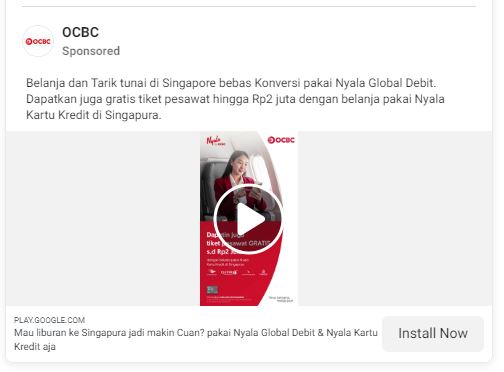 OCBC
OCBC
Sponsored
Belanja dan Tarik tunai di Singapore bebas Konversi pakai Nyala Global Debit.
Dapatkan juga gratis tiket pesawat hingga Rp2 juta dengan belanja pakai Nyala
Kartu Kredit di Singapura.
Nyala
OCBC
Dapatin juga
tiket pesawat GRATIS
s.d Rp2
PLAY.GOOGLE.COM
Mau liburan ke Singapura jadi makin Cuan? pakai Nyala Global Debit & Nyala Kartu
Kredit aja
Install Now